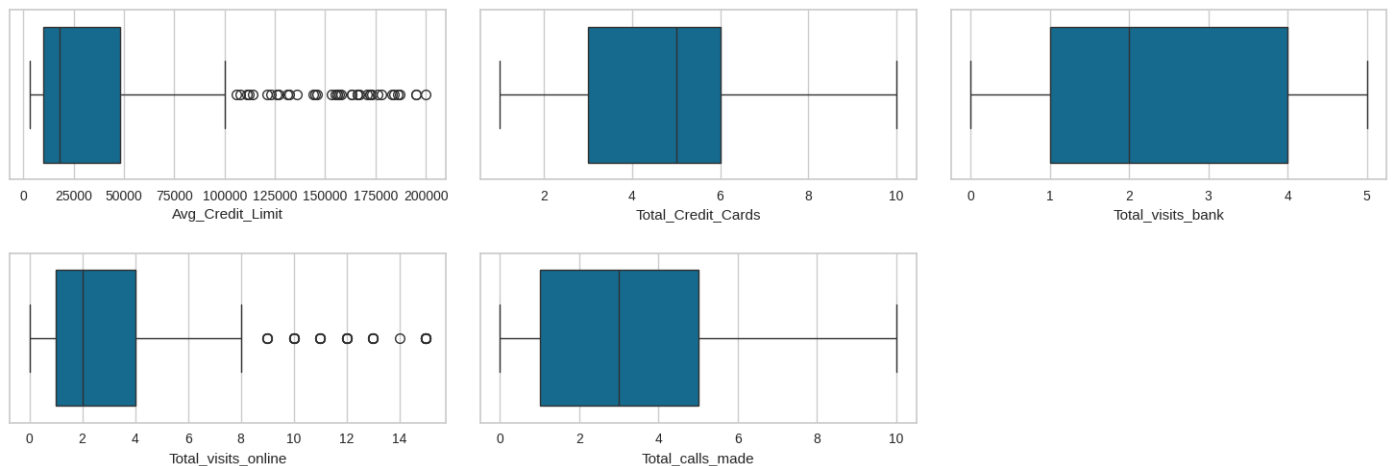 0 25000 50000 75000 100000 125000 150000 175000 200000
Avg_Credit_Limit
2 4 6 8 10
Total_Credit_Cards
0 1 2 3 4 5
Total_visits_bank
0 2 4 6 8 10 12 14
Total_visits_online
0 2 4 6 8 10
Total_calls_made